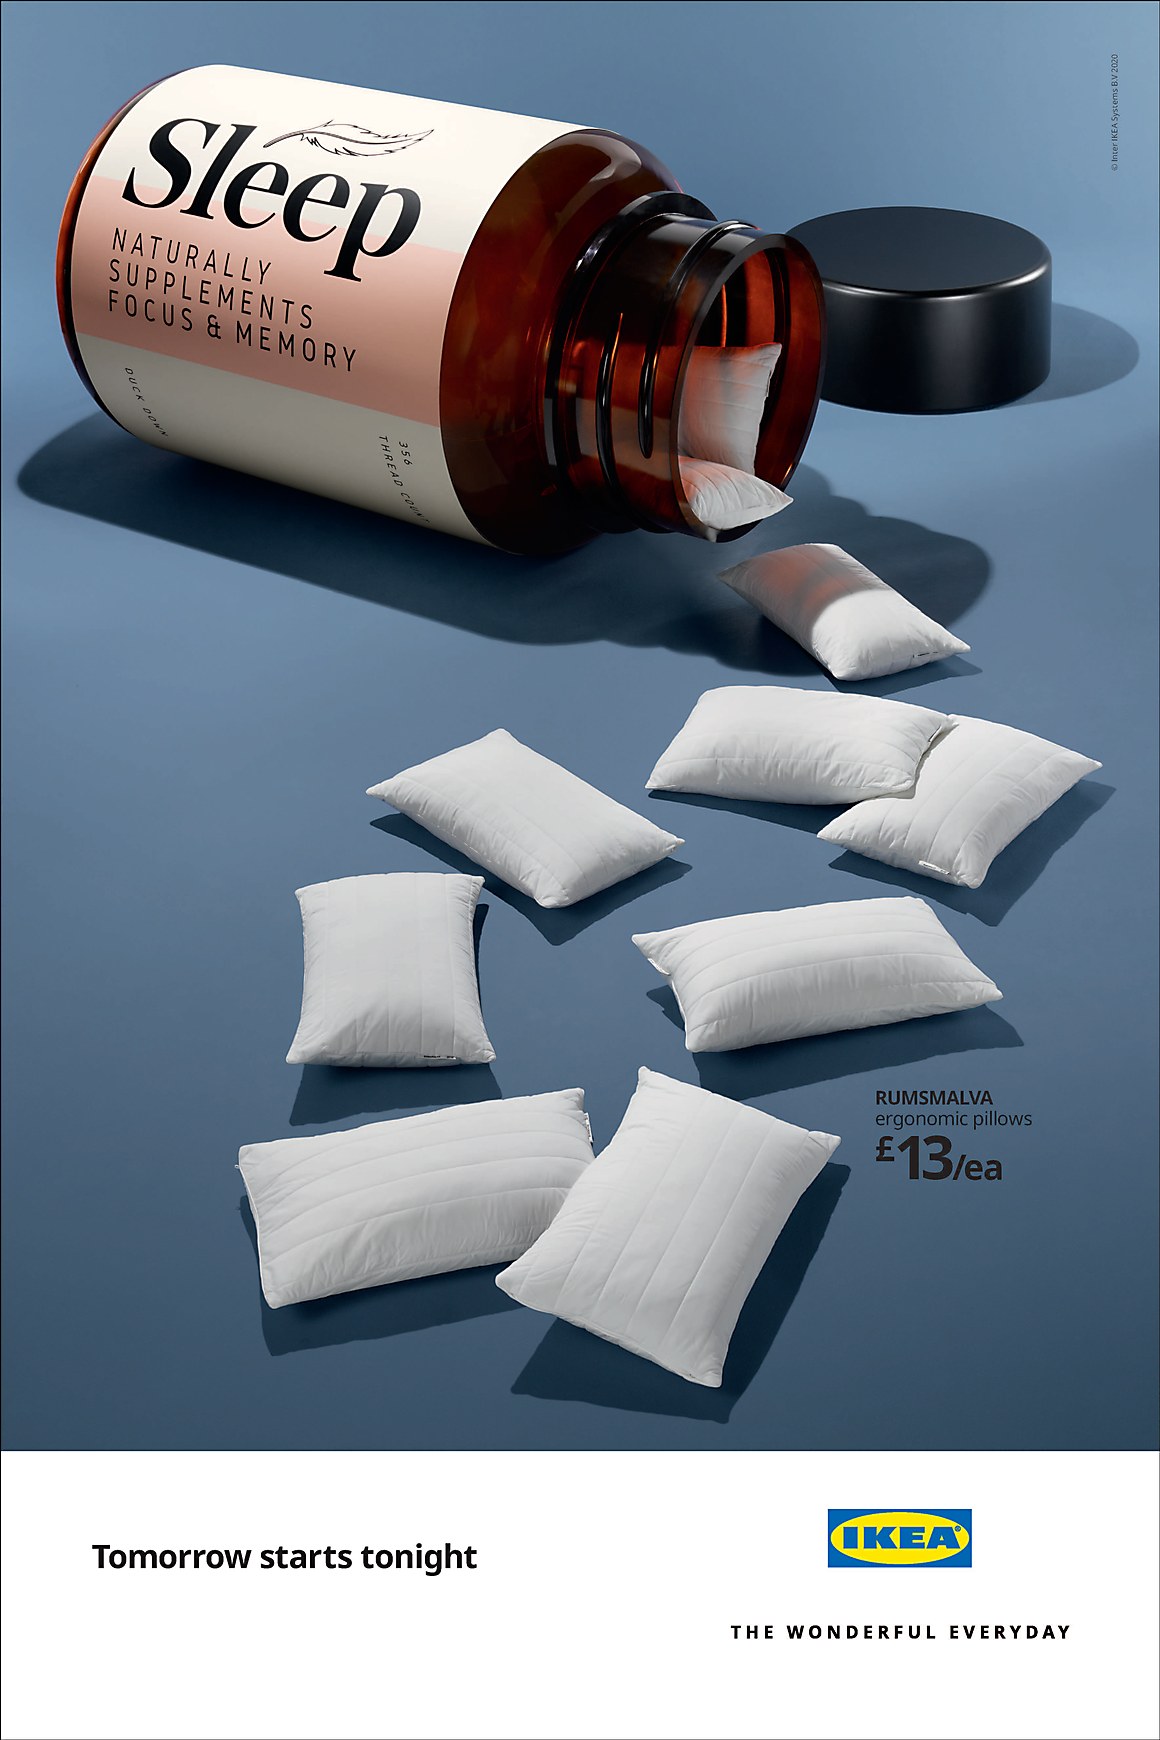 © Inter IKEA Systems B.V 2020
Sleep
NATURALLY
SUPPLEMENTS
FOCUS & MEMORY
DUCK DOWN
356
THREAD COUNT
RUMSMALVA
ergonomic pillows
£13/ea
Tomorrow starts tonight
IKEA®
THE WONDERFUL EVERYDAY